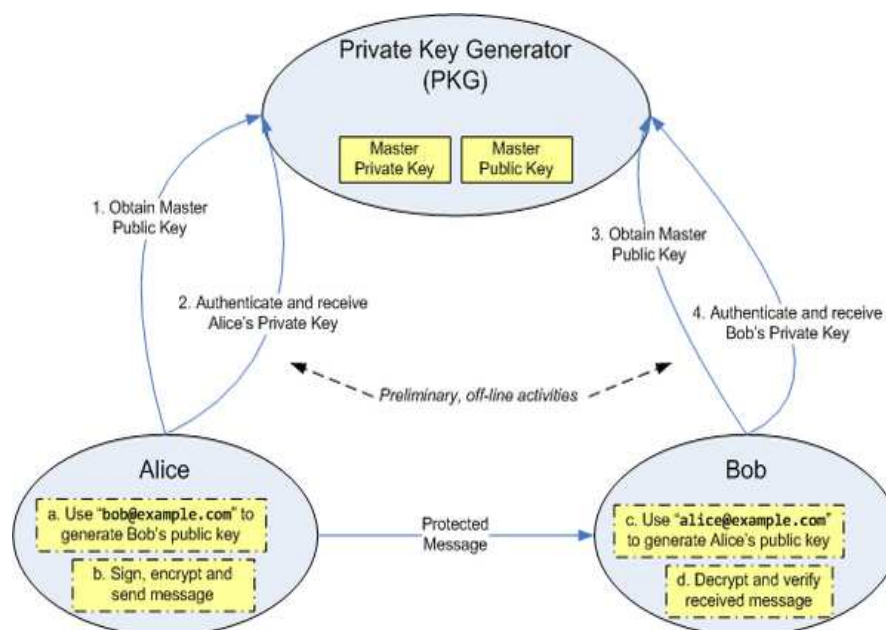 Private Key Generator
(PKG)
Master
Private Key
Master
Public Key
1. Obtain Master
Public Key
2. Authenticate and receive
Alice's Private Key
3. Obtain Master
Public Key
4. Authenticate and receive
Bob's Private Key
Preliminary, off-line activities
Alice
a. Use "bob@example.com" to
generate Bob's public key
b. Sign, encrypt and
send message
Protected
Message
Bob
c. Use "alice@example.com"
to generate Alice's public key
d. Decrypt and verify
received message